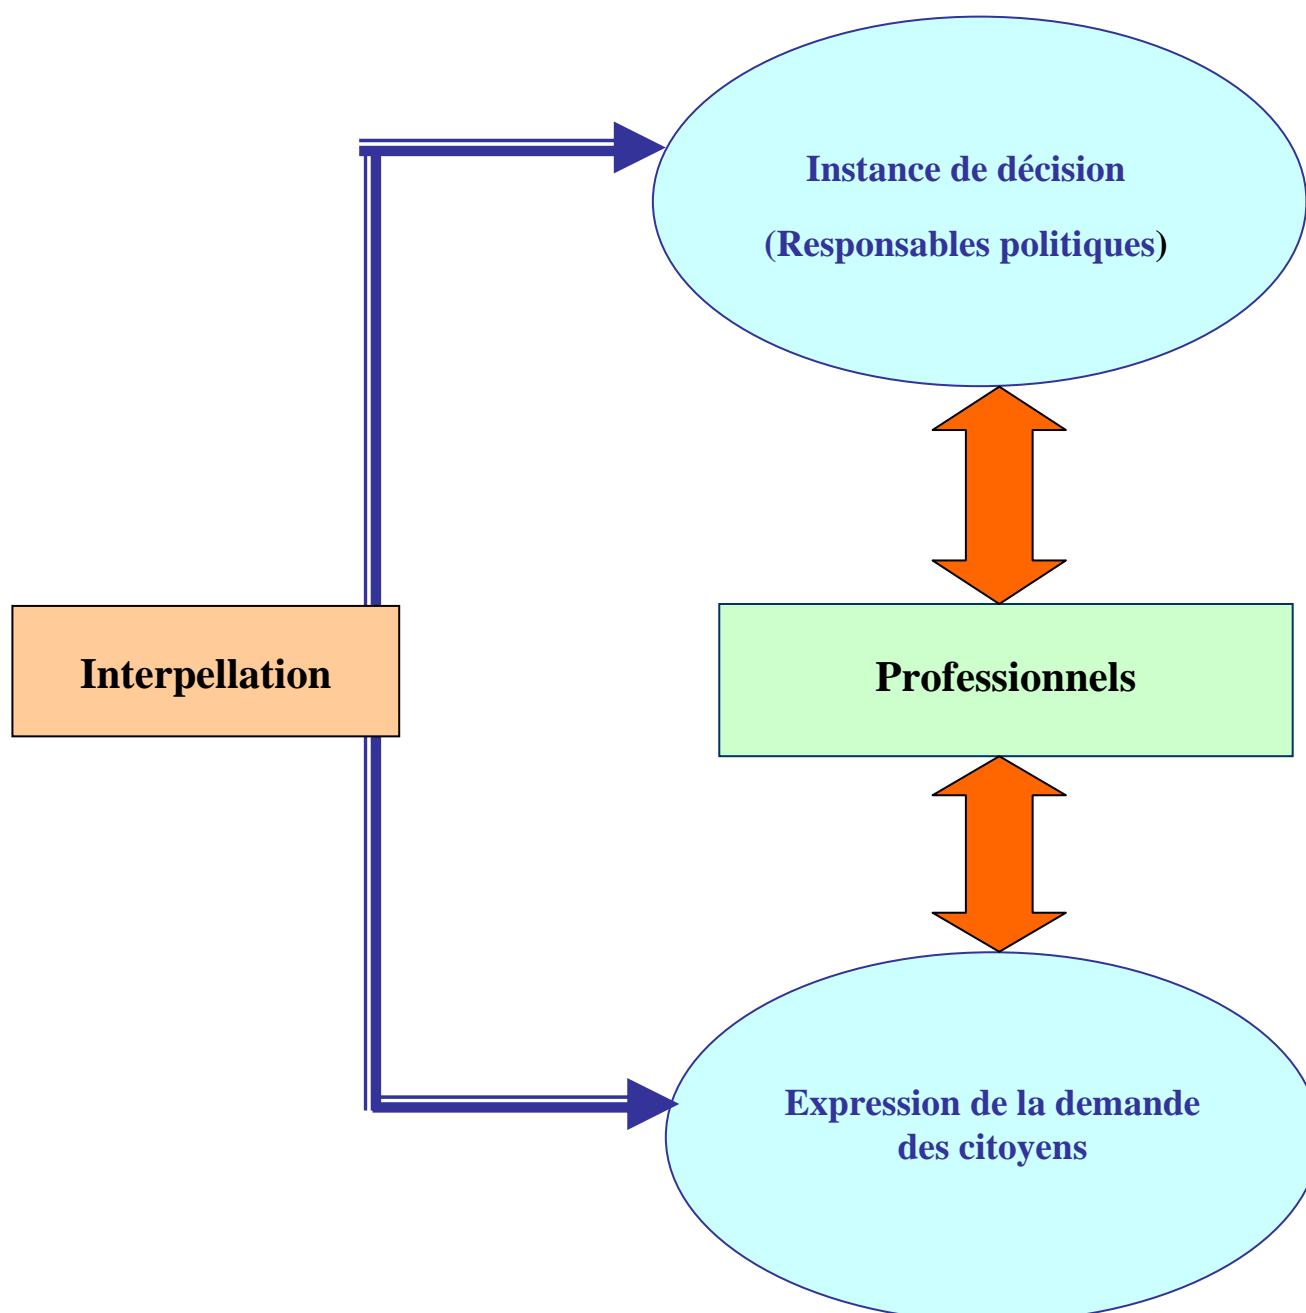 Instance de décision
(Responsables politiques)
Interpellation
Professionnels
Expression de la demande
des citoyens